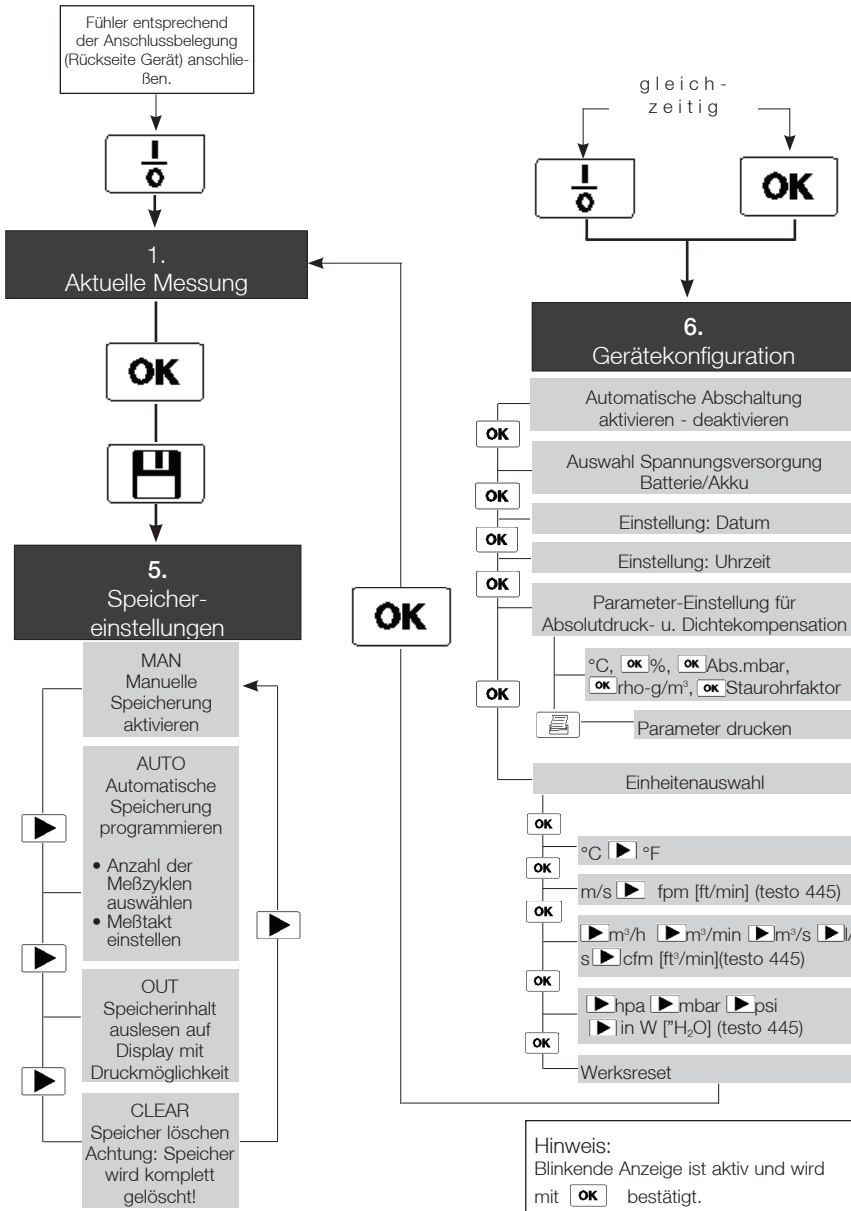 Fühler entsprechend
der Anschlussbelegung
(Rückseite Gerät) anschlie-
ßen.
I
O
1.
Aktuelle Messung
OK
5.
Speicher-
einstellungen
MAN
Manuelle
Speicherung
aktivieren
AUTO
Automatische
Speicherung
programmieren
• Anzahl der
Meßzyklen
auswählen
• Meßtakt
einstellen
OUT
Speicherinhalt
auslesen auf
Display mit
Druckmöglichkeit
CLEAR
Speicher löschen
Achtung: Speicher
wird komplett
gelöscht!
OK
gleich-
zeitig
I
O
OK
6.
Gerätekonfiguration
Automatische Abschaltung
aktivieren - deaktivieren
OK
Auswahl Spannungsversorgung
Batterie/Akku
OK
Einstellung: Datum
OK
Einstellung: Uhrzeit
OK
Parameter-Einstellung für
Absolutdruck- u. Dichtekompensation
°C, OK %, OK Abs.mbar,
OK rho-g/m³, OK Staurohrfaktor
OK
Parameter drucken
Einheitenauswahl
OK
°C ▶ °F
OK
m/s ▶ fpm [ft/min] (testo 445)
OK
▶ m³/h ▶ m³/min ▶ m³/s ▶ l/
s ▶ cfm [ft³/min](testo 445)
OK
▶ hpa ▶ mbar ▶ psi
▶ in W ["H₂O] (testo 445)
OK
Werksreset
Hinweis:
Blinkende Anzeige ist aktiv und wird
mit OK bestätigt.